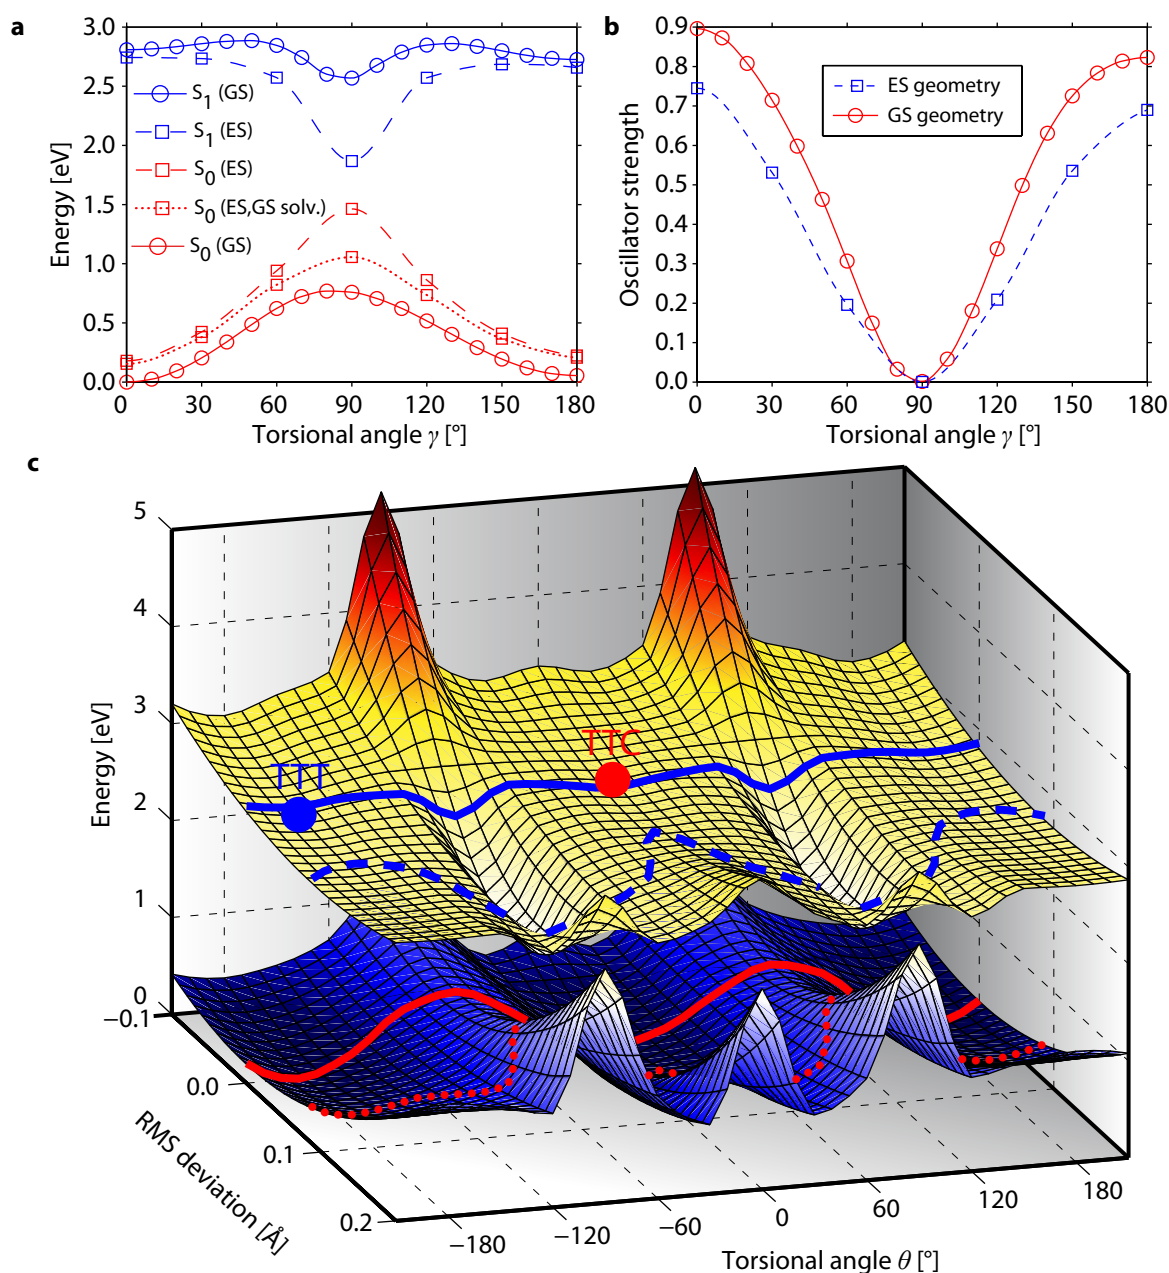 a
3.0
2.5
2.0
1.5
1.0
0.5
0.0
Energy [eV]
S1 (GS)
S1 (ES)
S0 (ES)
S0 (ES,GS solv.)
S0 (GS)
0 30 60 90 120 150 180
Torsional angle γ [°]
b
0.9
0.8
0.7
0.6
0.5
0.4
0.3
0.2
0.1
0.0
Oscillator strength
ES geometry
GS geometry
0 30 60 90 120 150 180
Torsional angle γ [°]
c
5
4
3
2
1
0
Energy [eV]
TTT
TTC
−0.1
0.0
0.1
0.2
RMS deviation [Å]
−180 −120 −60 0 60 120 180
Torsional angle θ [°]